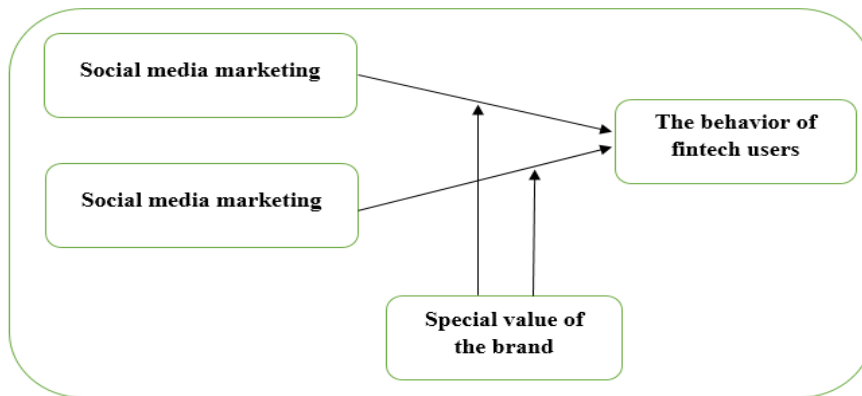 Social media marketing
The behavior of
fintech users
Social media marketing
Special value of
the brand